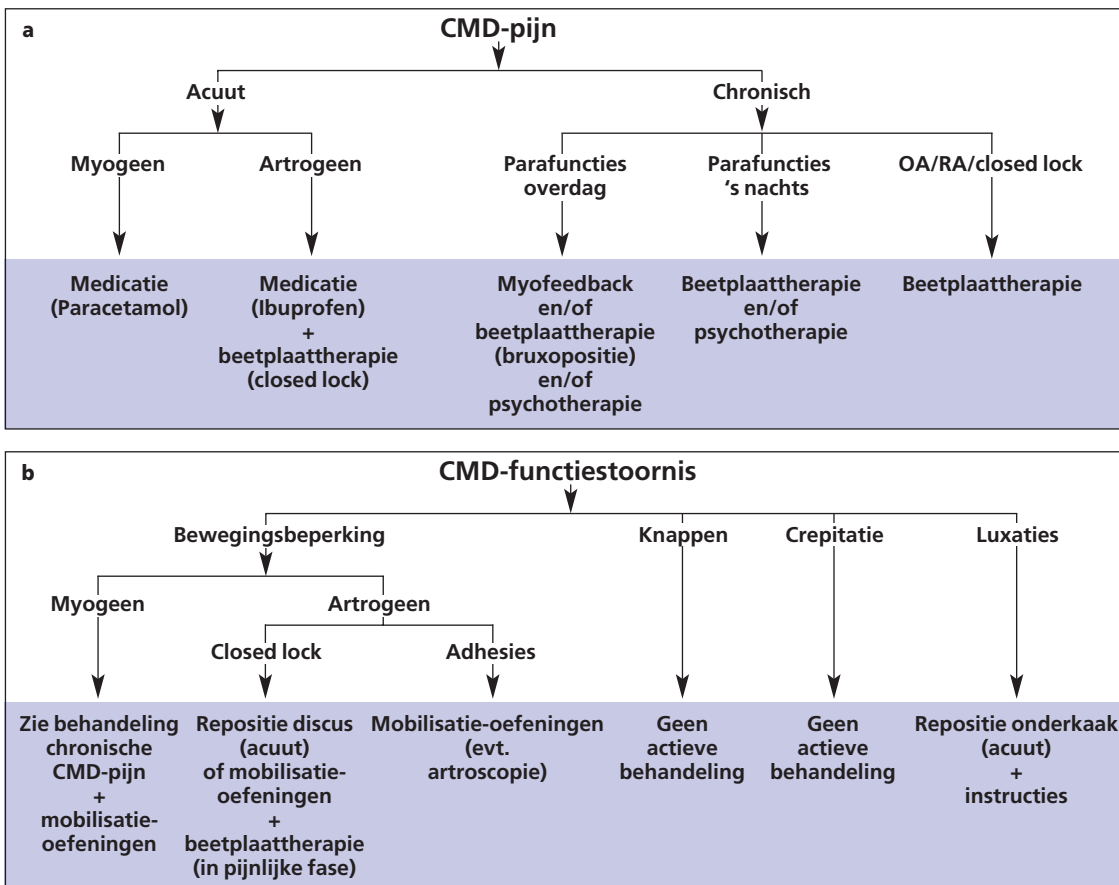 a
CMD-pijn
Acuut
Chronisch
Myogeen
Artrogeen
Parafuncties
overdag
Parafuncties
‘s nachts
OA/RA/closed lock
Medicatie
(Paracetamol)
Medicatie
(Ibuprofen)
+
beetplaattherapie
(closed lock)
Myofeedback
en/of
beetplaattherapie
(bruxopositie)
en/of
psychotherapie
Beetplaattherapie
en/of
psychotherapie
Beetplaattherapie
b
CMD-functiestoornis
Bewegingsbeperking
Knappen
Crepitatie
Luxaties
Myogeen
Artrogeen
Closed lock
Adhesies
Zie behandeling
chronische
CMD-pijn
+
mobilisatie-
oefeningen
Repositie discus
(acuut)
of mobilisatie-
oefeningen
+
beetplaattherapie
(in pijnlijke fase)
Mobilisatie-oefeningen
(evt.
artroscopie)
Geen
actieve
behandeling
Geen
actieve
behandeling
Repositie onderkaak
(acuut)
+
instructies